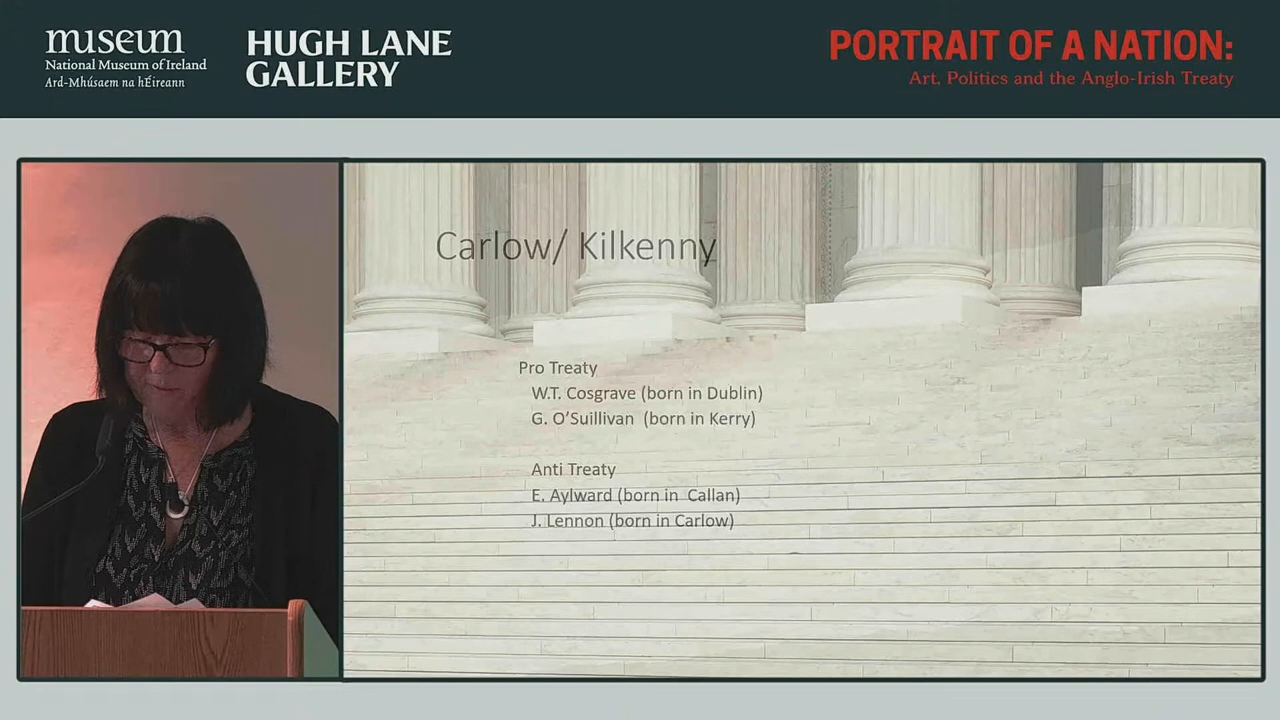 museum
National Museum of Ireland
Ard-Mhúsaem na hÉireann
HUGH LANE
GALLERY
PORTRAIT OF A NATION:
Art, Politics and the Anglo-Irish Treaty
Carlow/ Kilkenny
Pro Treaty
W.T. Cosgrave (born in Dublin)
G. O’Suillivan (born in Kerry)
Anti Treaty
E. Aylward (born in Callan)
J. Lennon (born in Carlow)